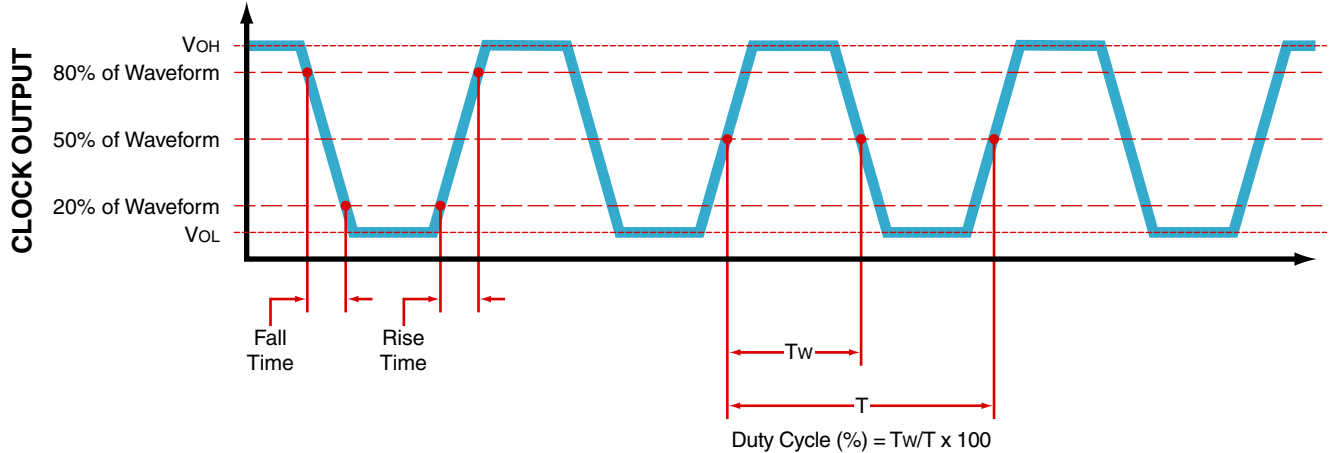 CLOCK OUTPUT
VOH
80% of Waveform
50% of Waveform
20% of Waveform
VOL
Fall
Time
Rise
Time
TW
T
Duty Cycle (%) = TW/T x 100